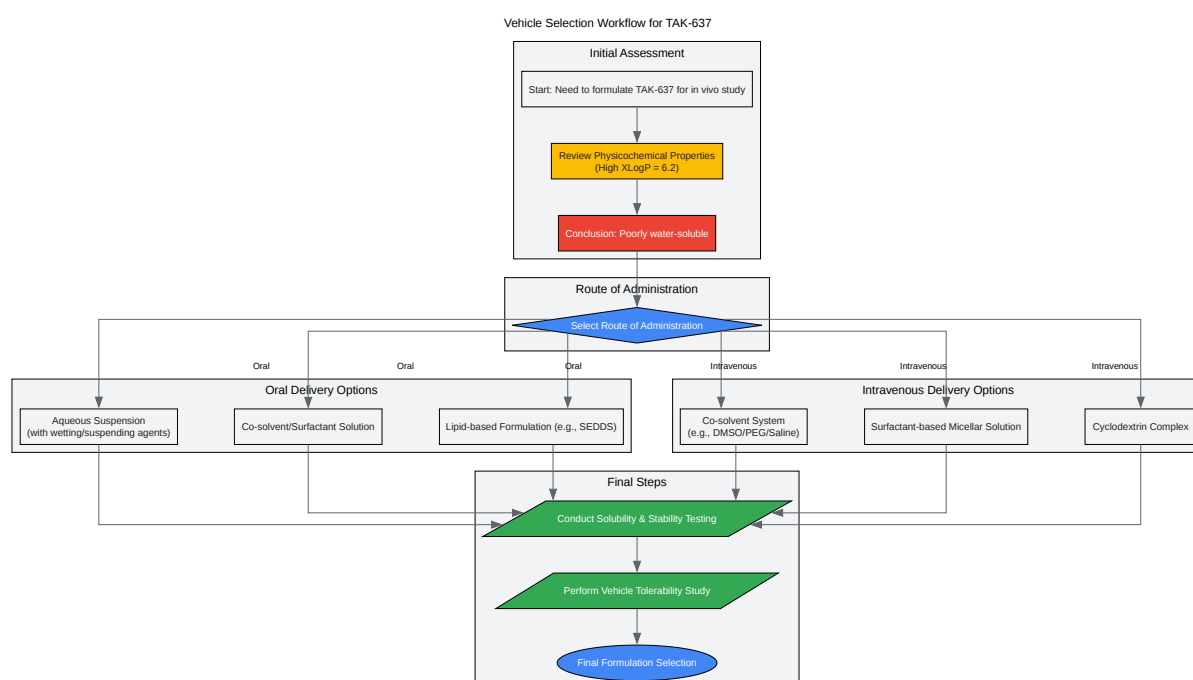 Vehicle Selection Workflow for TAK-637
Initial Assessment
Start: Need to formulate TAK-637 for in vivo study
Review Physicochemical Properties
(High XLogP = 6.2)
Conclusion: Poorly water-soluble
Route of Administration
Select Route of Administration
Oral
Oral
Oral
Intravenous
Intravenous
Intravenous
Oral Delivery Options
Aqueous Suspension
(with wetting/suspending agents)
Co-solvent/Surfactant Solution
Lipid-based Formulation (e.g., SEDDS)
Intravenous Delivery Options
Co-solvent System
(e.g., DMSO/PEG/Saline)
Surfactant-based Micellar Solution
Cyclodextrin Complex
Final Steps
Conduct Solubility & Stability Testing
Perform Vehicle Tolerability Study
Final Formulation Selection